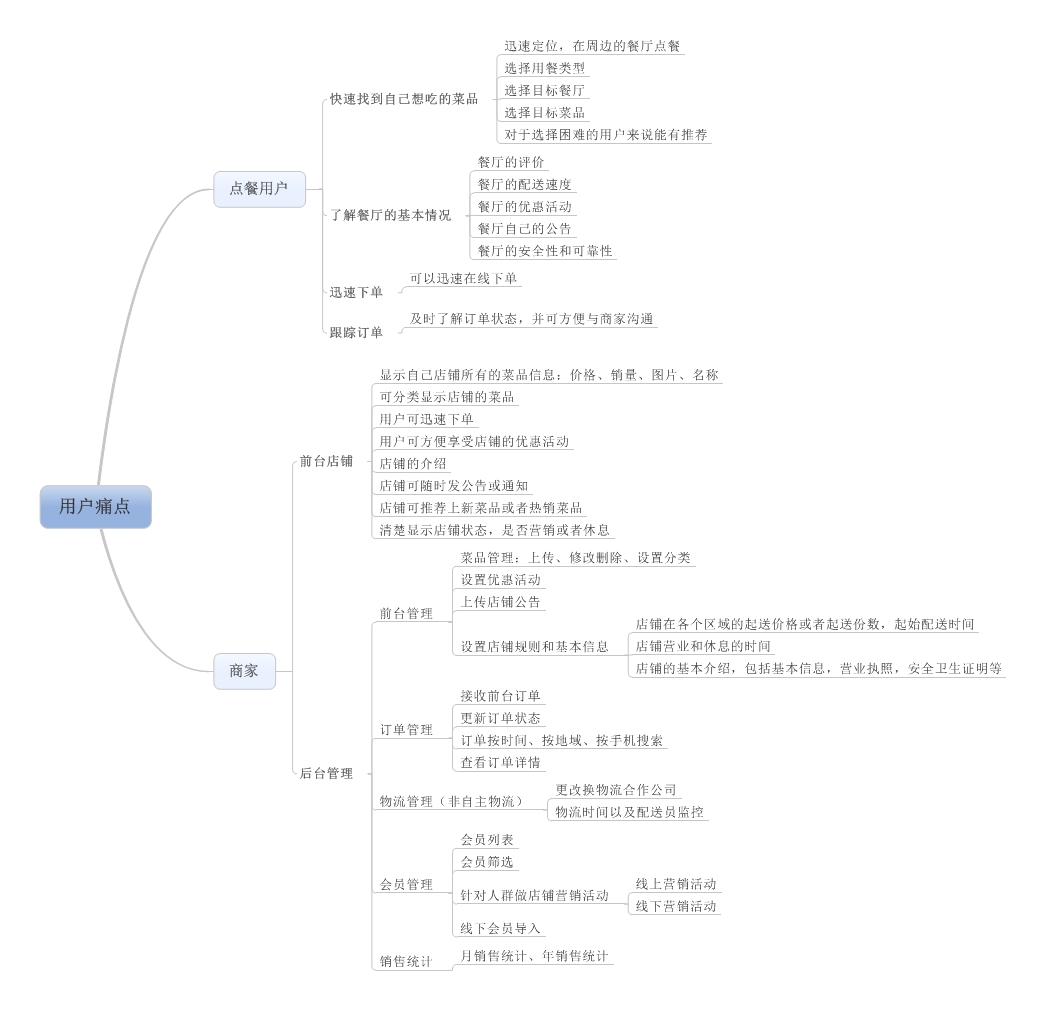 用户痛点
点餐用户
快速找到自己想吃的菜品
迅速定位，在周边的餐厅点餐
选择用餐类型
选择目标餐厅
选择目标菜品
对于选择困难的用户来说能有推荐
了解餐厅的基本情况
餐厅的评价
餐厅的配送速度
餐厅的优惠活动
餐厅自己的公告
餐厅的安全性和可靠性
迅速下单
可以迅速在线下单
跟踪订单
及时了解订单状态，并可方便与商家沟通
商家
前台店铺
显示自己店铺所有的菜品信息：价格、销量、图片、名称
可分类显示店铺的菜品
用户可迅速下单
用户可方便享受店铺的优惠活动
店铺的介绍
店铺可随时发公告或通知
店铺可推荐上新菜品或者热销菜品
清楚显示店铺状态，是否营销或者休息
后台管理
前台管理
菜品管理：上传、修改删除、设置分类
设置优惠活动
上传店铺公告
设置店铺规则和基本信息
店铺在各个区域的起送价格或者起送份数，起始配送时间
店铺营业和休息的时间
店铺的基本介绍，包括基本信息，营业执照，安全卫生证明等
订单管理
接收前台订单
更新订单状态
订单按时间、按地域、按手机搜索
查看订单详情
物流管理（非自主物流）
更改换物流合作公司
物流时间以及配送员监控
会员管理
会员列表
会员筛选
针对人群做店铺营销活动
线上营销活动
线下营销活动
线下会员导入
销售统计
月销售统计、年销售统计